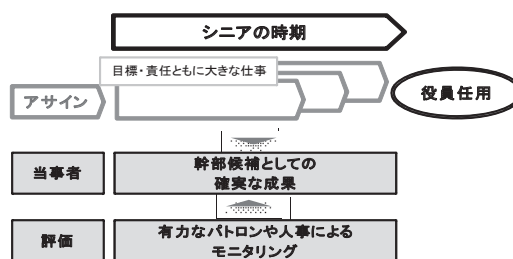 シニアの時期
目標・責任ともに大きな仕事
アサイン
役員任用
当事者
幹部候補としての
確実な成果
評価
有力なパトロンや人事による
モニタリング